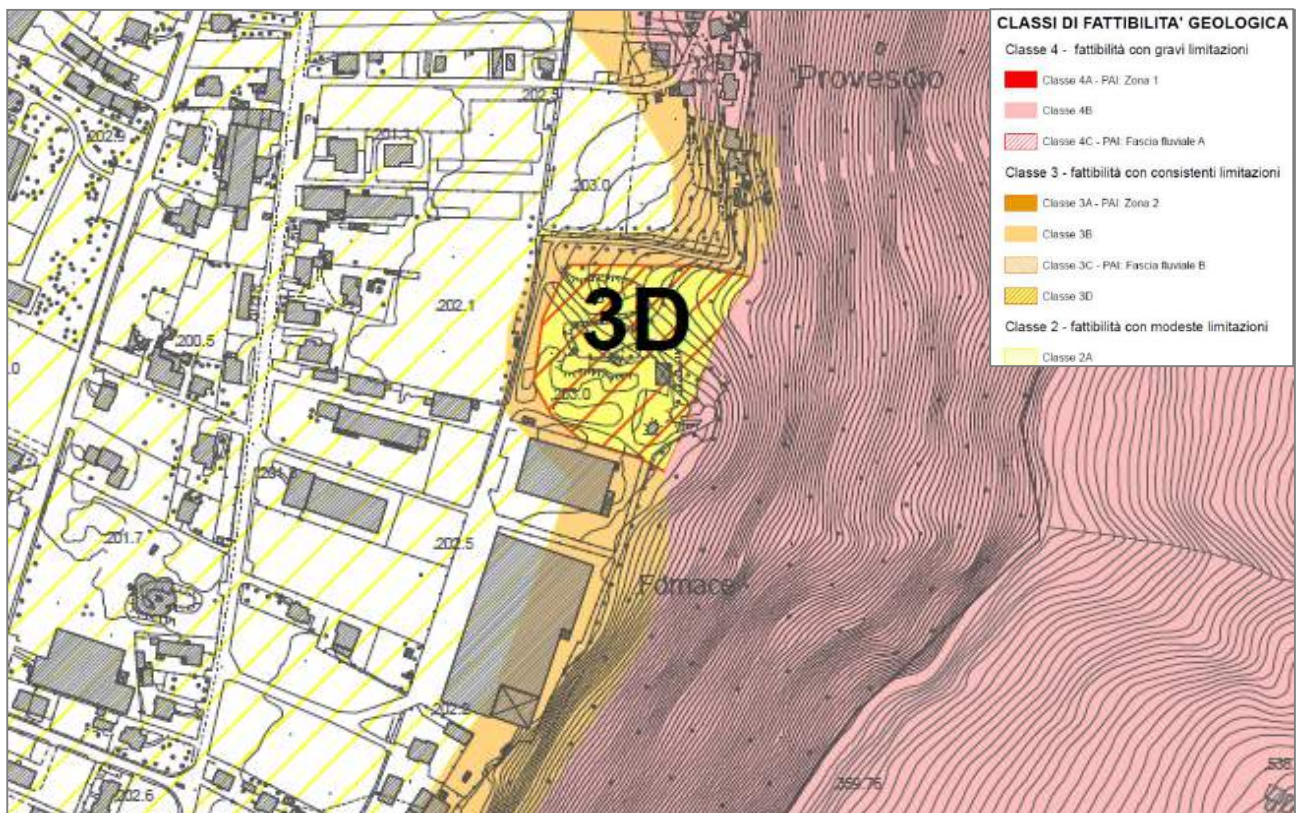 CLASSI DI FATTIBILITA' GEOLOGICA
Classe 4 - fattibilità con gravi limitazioni
Classe 4A - PAI: Zona 1
Classe 4B
Classe 4C - PAI: Fascia fluviale A
Classe 3 - fattibilità con consistenti limitazioni
Classe 3A - PAI: Zona 2
Classe 3B
Classe 3C - PAI: Fascia fluviale B
Classe 3D
Classe 2 - fattibilità con modeste limitazioni
Classe 2A
Provescio
203.0
202.1
3D
200.5
203.0
201.7
202.5
Fornace
202.6
359.75